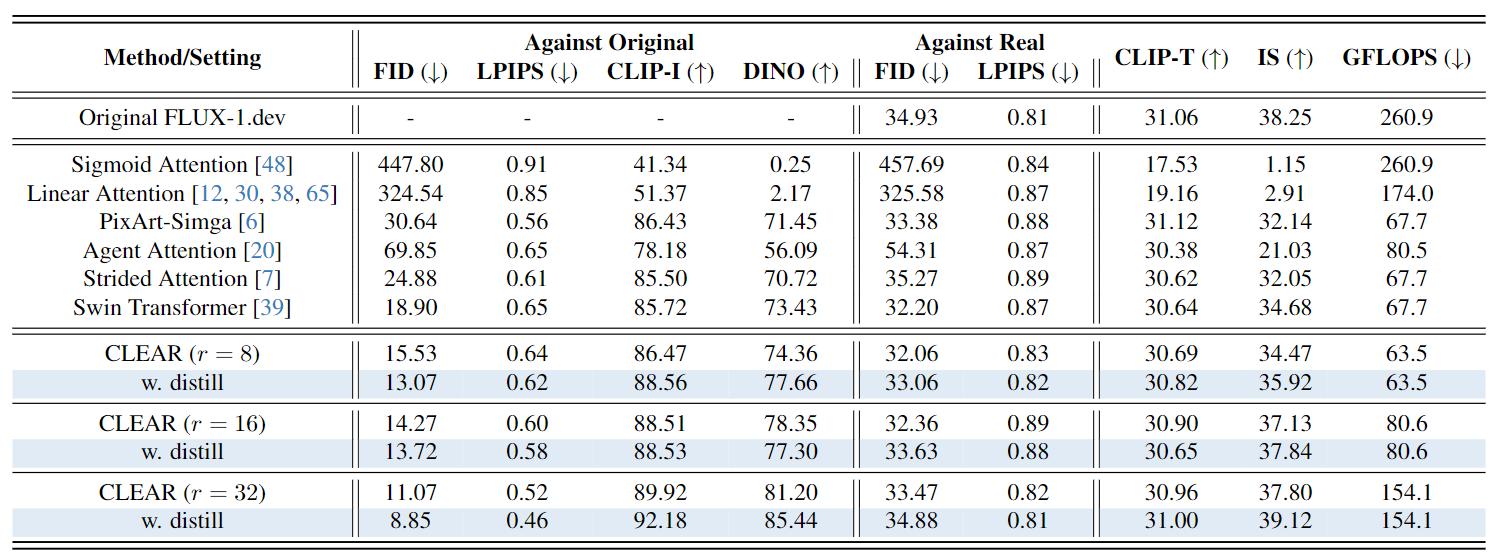 Method/Setting Against Original Against Real CLIP-T (↑) IS (↑) GFLOPS (↓)
FID (↓) LPIPS (↓) CLIP-I (↑) DINO (↑) FID (↓) LPIPS (↓)
Original FLUX-1.dev - - - - 34.93 0.81 31.06 38.25 260.9
Sigmoid Attention [48] 447.80 0.91 41.34 0.25 457.69 0.84 17.53 1.15 260.9
Linear Attention [12, 30, 38, 65] 324.54 0.85 51.37 2.17 325.58 0.87 19.16 2.91 174.0
PixArt-Simga [6] 30.64 0.56 86.43 71.45 33.38 0.88 31.12 32.14 67.7
Agent Attention [20] 69.85 0.65 78.18 56.09 54.31 0.87 30.38 21.03 80.5
Strided Attention [7] 24.88 0.61 85.50 70.72 35.27 0.89 30.62 32.05 67.7
Swin Transformer [39] 18.90 0.65 85.72 73.43 32.20 0.87 30.64 34.68 67.7
CLEAR (r = 8) 15.53 0.64 86.47 74.36 32.06 0.83 30.69 34.47 63.5
w. distill 13.07 0.62 88.56 77.66 33.06 0.82 30.82 35.92 63.5
CLEAR (r = 16) 14.27 0.60 88.51 78.35 32.36 0.89 30.90 37.13 80.6
w. distill 13.72 0.58 88.53 77.30 33.63 0.88 30.65 37.84 80.6
CLEAR (r = 32) 11.07 0.52 89.92 81.20 33.47 0.82 30.96 37.80 154.1
w. distill 8.85 0.46 92.18 85.44 34.88 0.81 31.00 39.12 154.1